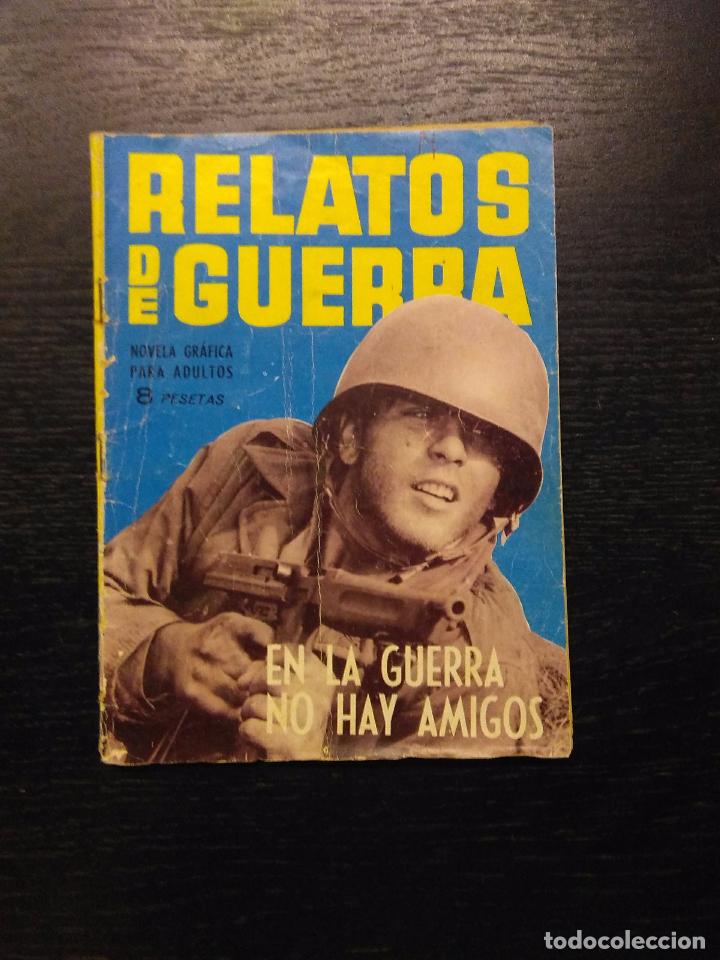 RELATOS
DE GUERRA
NOVELA GRÁFICA
PARA ADULTOS
8 PESETAS
EN LA GUERRA
NO HAY AMIGOS
todocoleccion